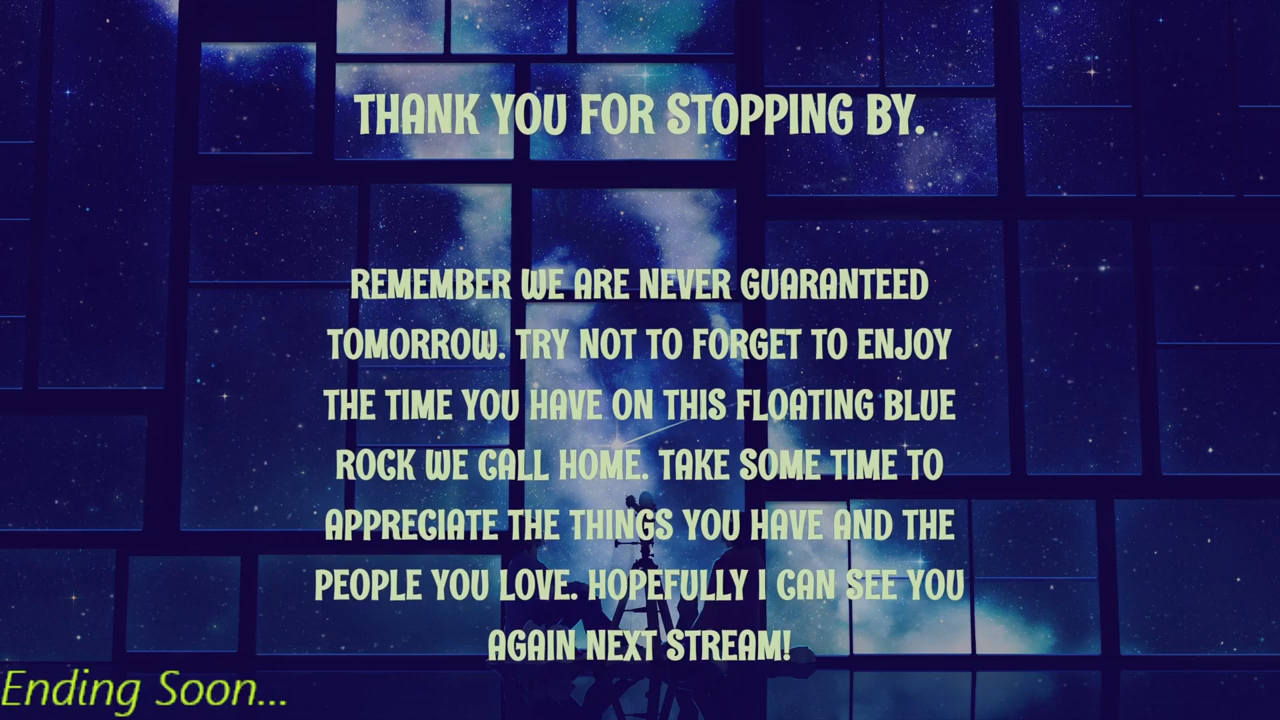 THANK YOU FOR STOPPING BY.
REMEMBER WE ARE NEVER GUARANTEED
TOMORROW. TRY NOT TO FORGET TO ENJOY
THE TIME YOU HAVE ON THIS FLOATING BLUE
ROCK WE CALL HOME. TAKE SOME TIME TO
APPRECIATE THE THINGS YOU HAVE AND THE
PEOPLE YOU LOVE. HOPEFULLY I CAN SEE YOU
AGAIN NEXT STREAM!
Ending Soon...